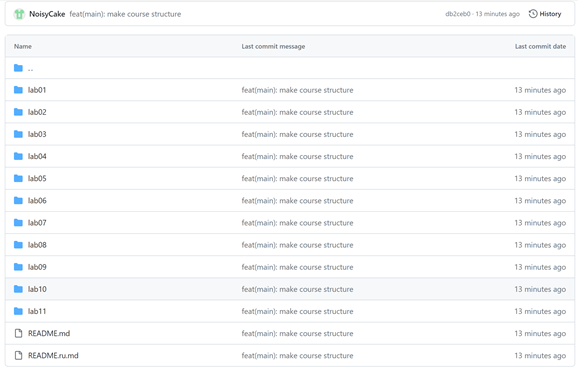 NoisyCake feat(main): make course structure db2ceb0 · 13 minutes ago History
Name Last commit message Last commit date
..
lab01 feat(main): make course structure 13 minutes ago
lab02 feat(main): make course structure 13 minutes ago
lab03 feat(main): make course structure 13 minutes ago
lab04 feat(main): make course structure 13 minutes ago
lab05 feat(main): make course structure 13 minutes ago
lab06 feat(main): make course structure 13 minutes ago
lab07 feat(main): make course structure 13 minutes ago
lab08 feat(main): make course structure 13 minutes ago
lab09 feat(main): make course structure 13 minutes ago
lab10 feat(main): make course structure 13 minutes ago
lab11 feat(main): make course structure 13 minutes ago
README.md feat(main): make course structure 13 minutes ago
README.ru.md feat(main): make course structure 13 minutes ago